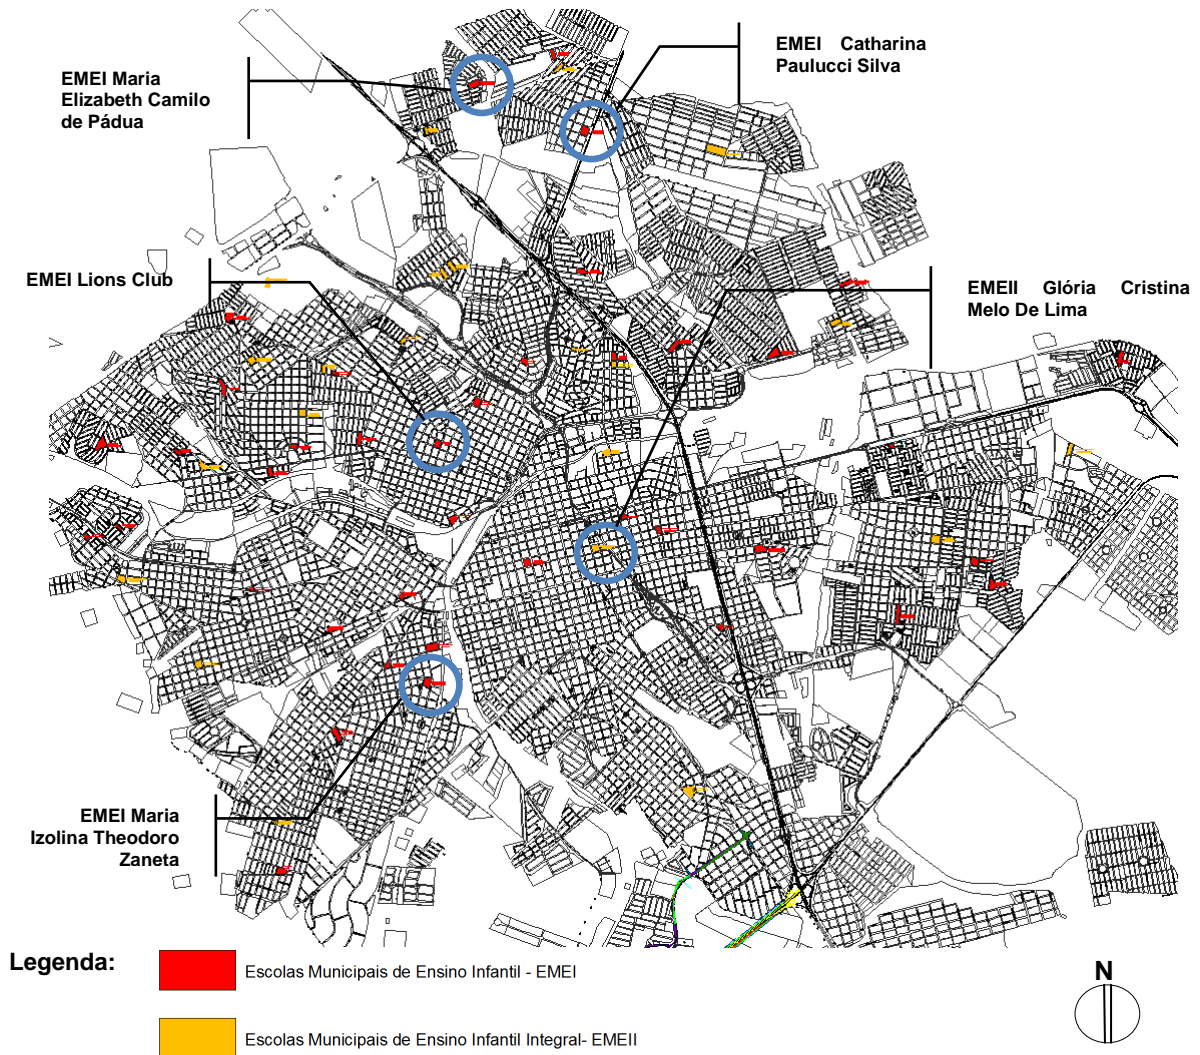 EMEI Catharina
Paulucci Silva
EMEI Maria
Elizabeth Camilo
de Pádua
EMEI Lions Club
EMEII Glória Cristina
Melo De Lima
EMEI Maria
Izolina Theodoro
Zaneta
Legenda:
Escolas Municipais de Ensino Infantil - EMEI
Escolas Municipais de Ensino Infantil Integral- EMEII
N